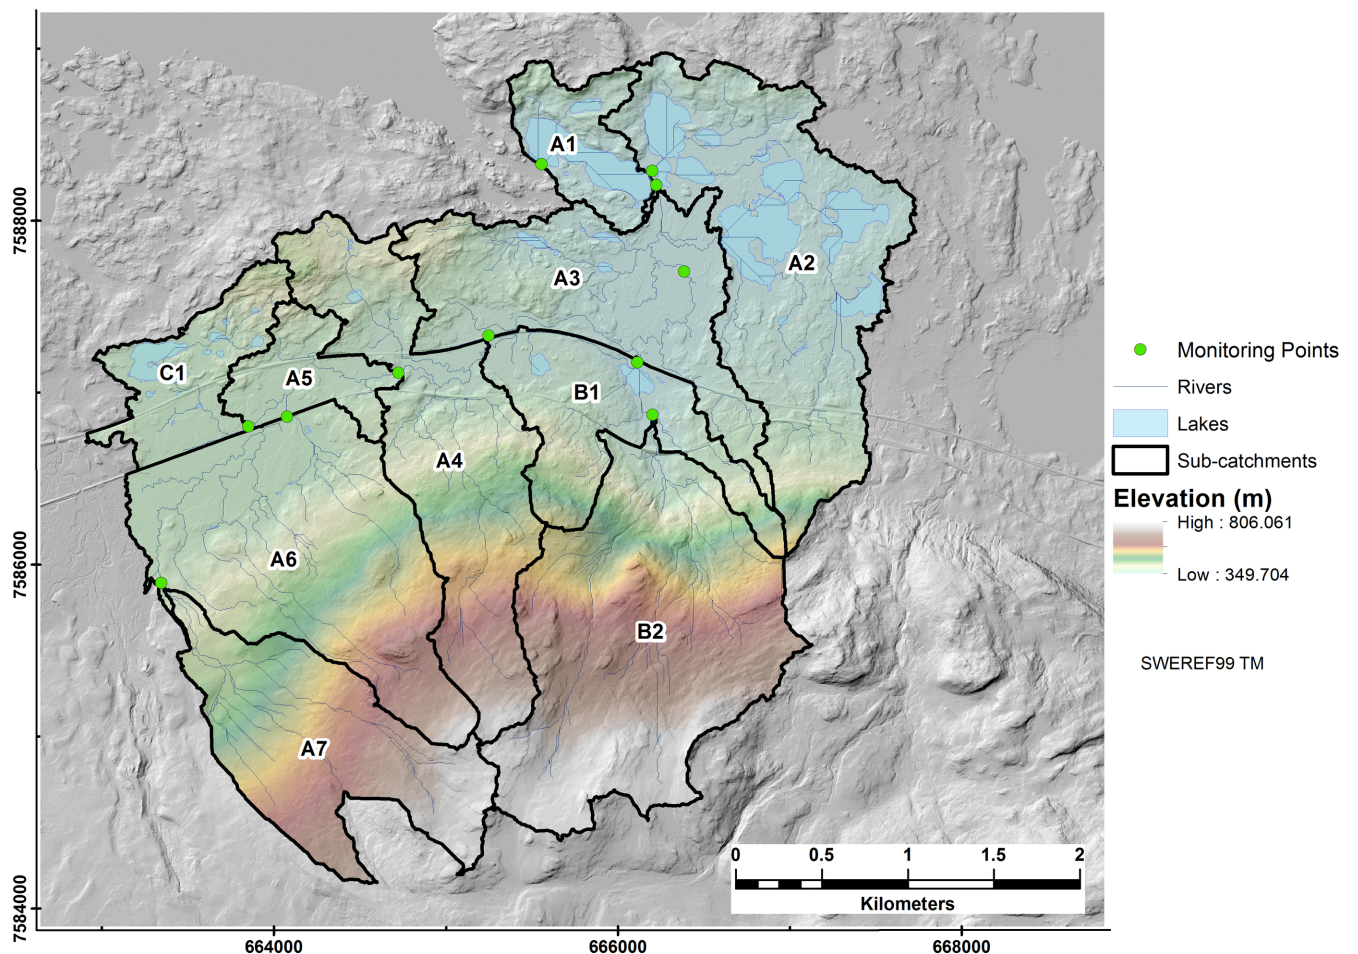 A1
7588000
A2
A3
C1
A5
B1
A4
7586000
A6
B2
A7
7584000
664000
666000
668000
0
0.5
1
1.5
2
Kilometers
Monitoring Points
Rivers
Lakes
Sub-catchments
Elevation (m)
High : 806.061
Low : 349.704
SWEREF99 TM